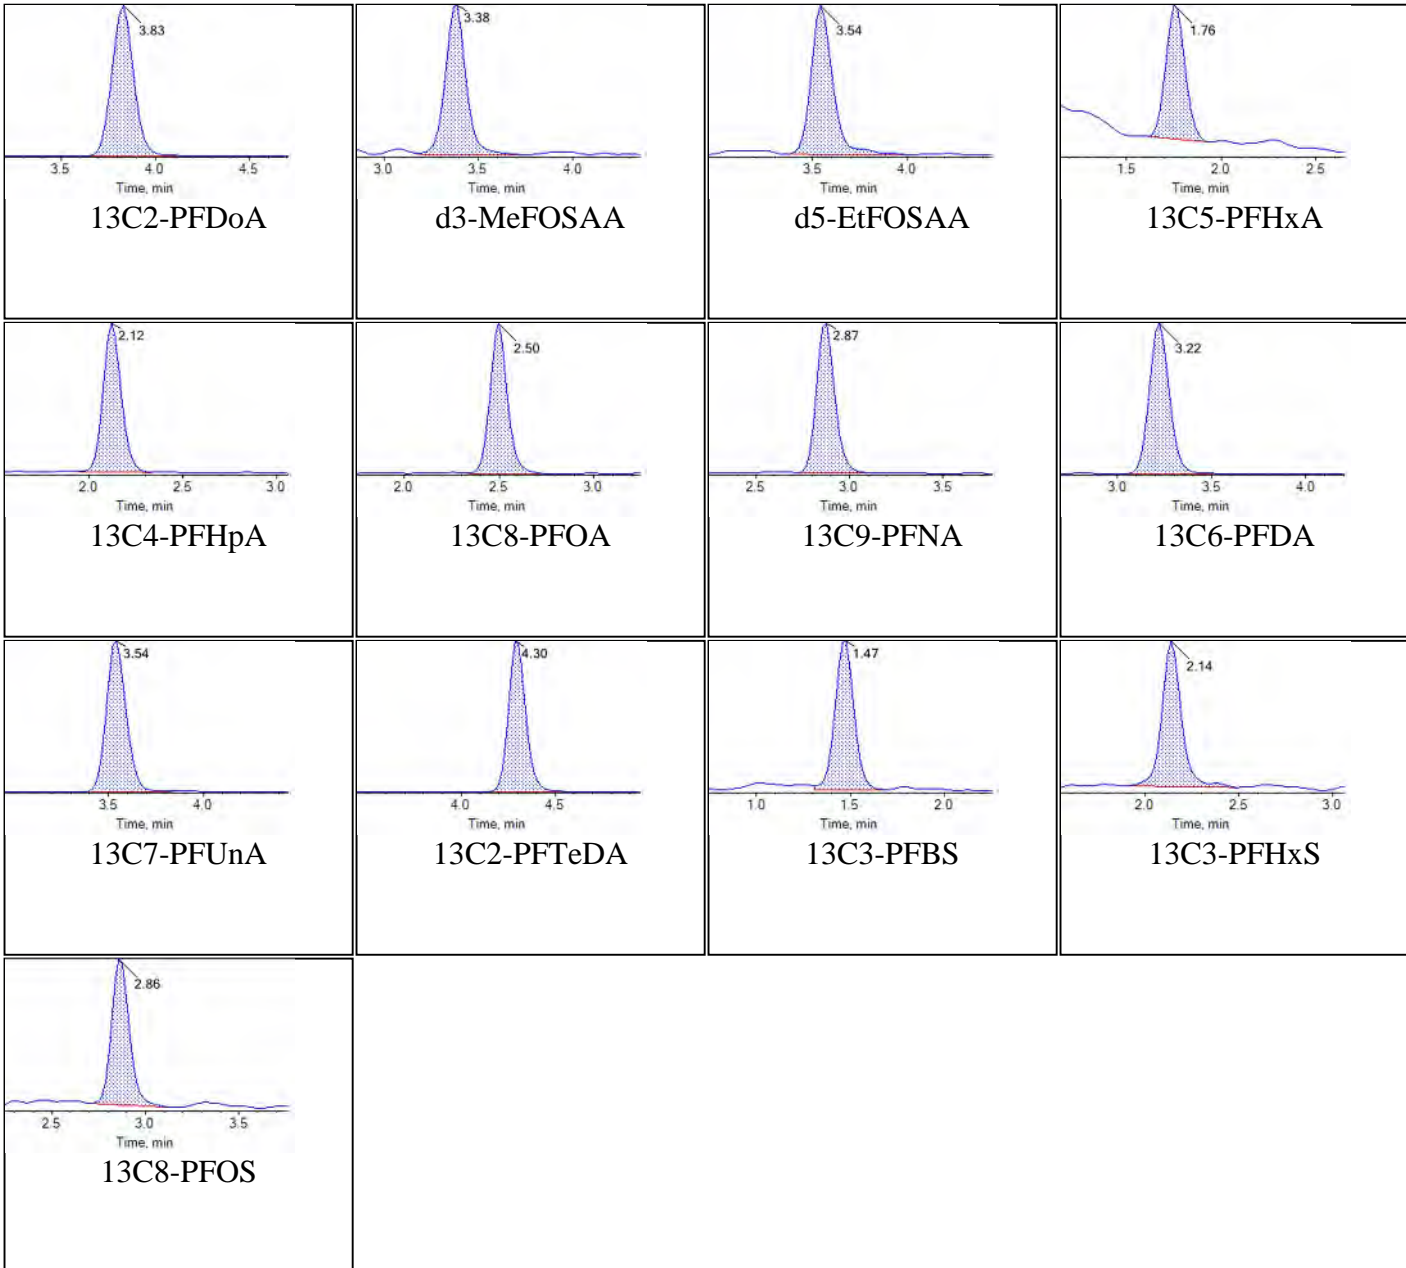 3.83
3.5 4.0 4.5
Time, min
13C2-PFDoA
3.38
3.0 3.5 4.0
Time, min
d3-MeFOSAA
3.54
3.5 4.0
Time, min
d5-EtFOSAA
1.76
1.5 2.0 2.5
Time, min
13C5-PFHxA
2.12
2.0 2.5 3.0
Time, min
13C4-PFHpA
2.50
2.0 2.5 3.0
Time, min
13C8-PFOA
2.87
2.5 3.0 3.5
Time, min
13C9-PFNA
3.22
3.0 3.5 4.0
Time, min
13C6-PFDA
3.54
3.5 4.0
Time, min
13C7-PFUnA
4.30
4.0 4.5
Time, min
13C2-PFTeDA
1.47
1.0 1.5 2.0
Time, min
13C3-PFBS
2.14
2.0 2.5 3.0
Time, min
13C3-PFHxS
2.86
2.5 3.0 3.5
Time, min
13C8-PFOS